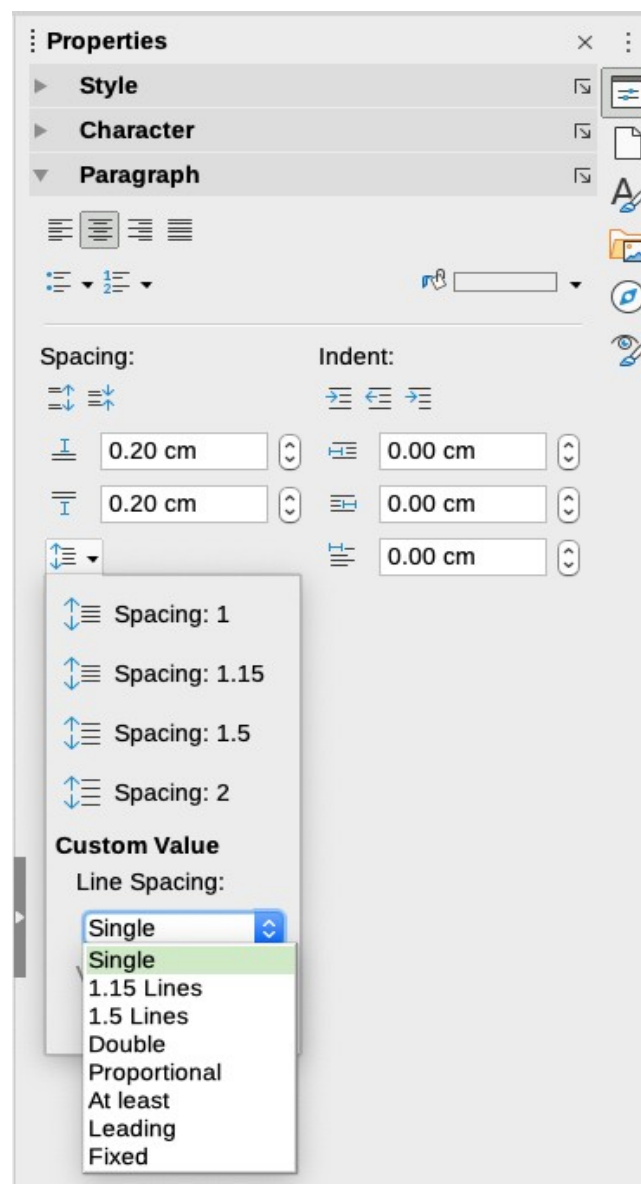 Properties
Style
Character
Paragraph
Spacing:
Indent:
0.20 cm
0.00 cm
0.20 cm
0.00 cm
0.00 cm
Spacing: 1
Spacing: 1.15
Spacing: 1.5
Spacing: 2
Custom Value
Line Spacing:
Single
Single
1.15 Lines
1.5 Lines
Double
Proportional
At least
Leading
Fixed